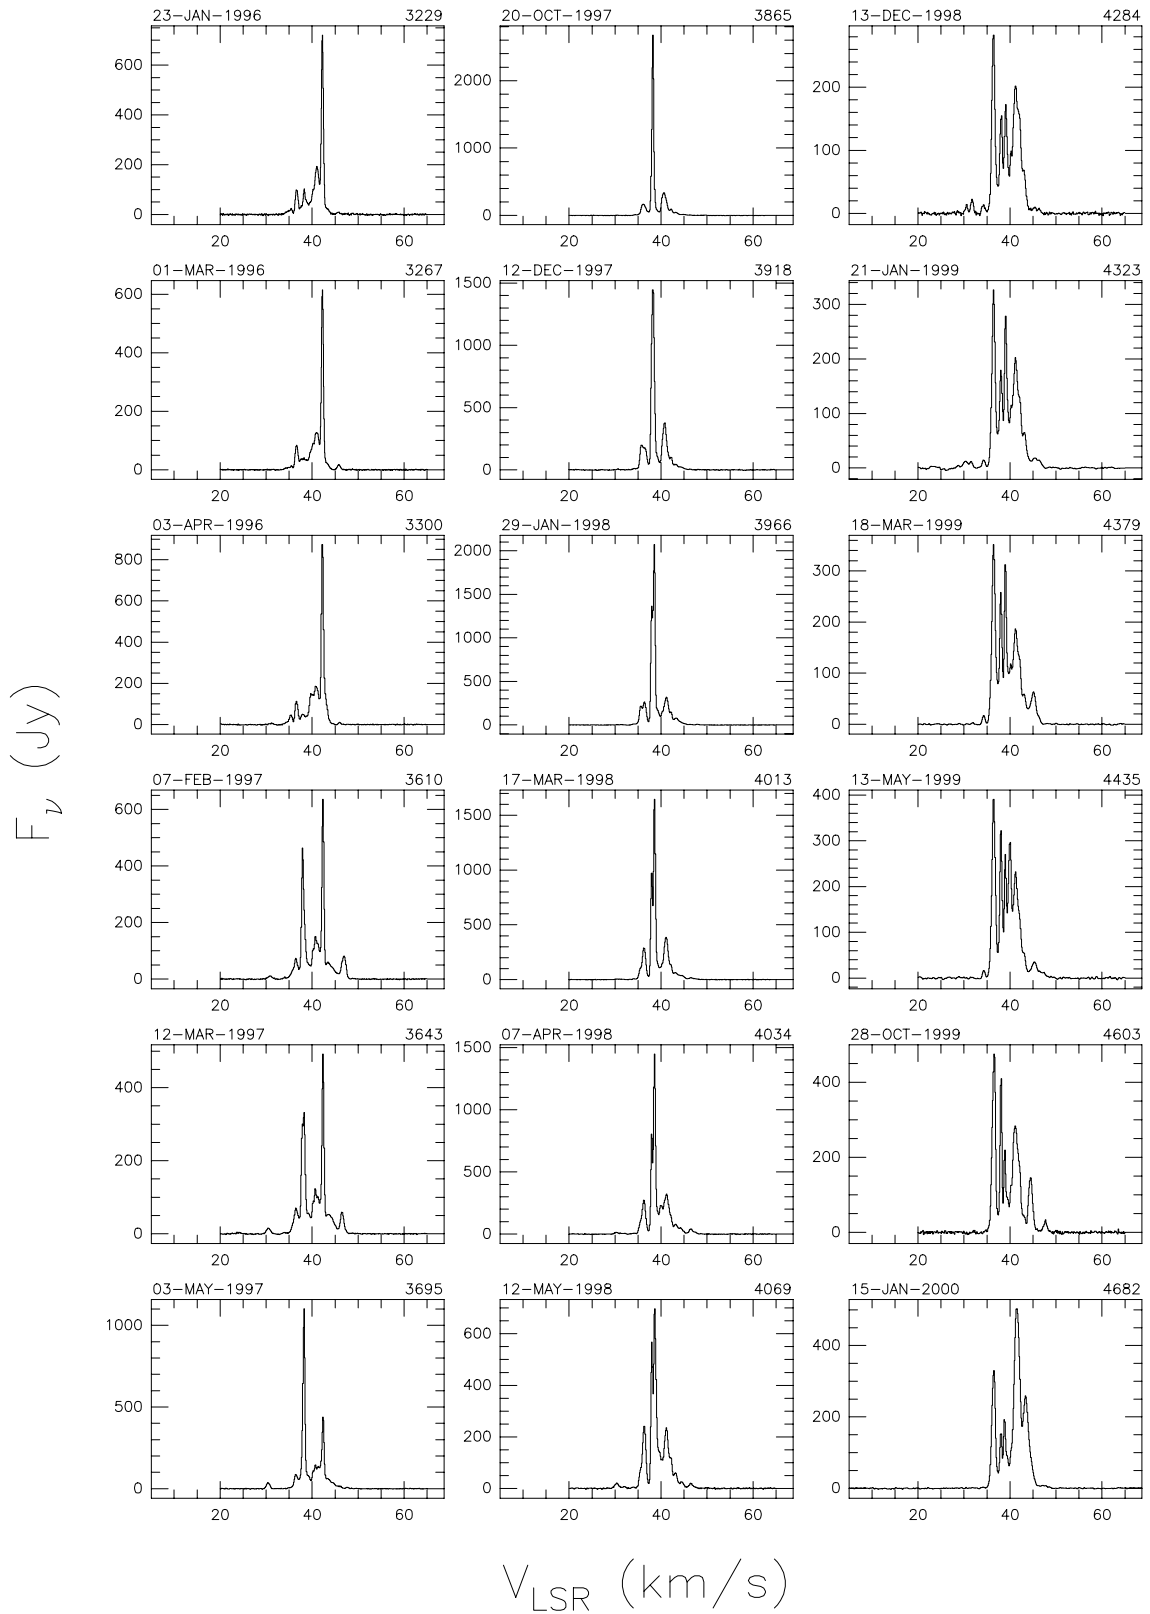 23-JAN-1996 3229
600
400
200
0
20 40 60
20-OCT-1997 3865
2000
1000
0
20 40 60
13-DEC-1998 4284
200
100
0
20 40 60
01-MAR-1996 3267
600
400
200
0
20 40 60
12-DEC-1997 3918
1500
1000
500
0
20 40 60
21-JAN-1999 4323
300
200
100
0
20 40 60
03-APR-1996 3300
800
600
400
200
0
20 40 60
29-JAN-1998 3966
2000
1500
1000
500
0
20 40 60
18-MAR-1999 4379
300
200
100
0
20 40 60
07-FEB-1997 3610
600
400
200
0
20 40 60
17-MAR-1998 4013
1500
1000
500
0
20 40 60
13-MAY-1999 4435
400
300
200
100
0
20 40 60
12-MAR-1997 3643
400
200
0
20 40 60
07-APR-1998 4034
1500
1000
500
0
20 40 60
28-OCT-1999 4603
400
200
0
20 40 60
03-MAY-1997 3695
1000
500
0
20 40 60
12-MAY-1998 4069
600
400
200
0
20 40 60
15-JAN-2000 4682
400
200
0
20 40 60
F_ν (Jy)
V_LSR (km/s)